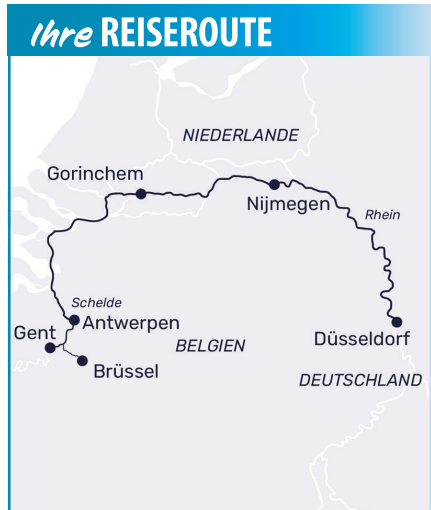 Ihre REISEROUTE
NIEDERLANDE
Gorinchem
Nijmegen
Rhein
Schelde
Antwerpen
Gent
BELGIEN
Düsseldorf
Brüssel
DEUTSCHLAND